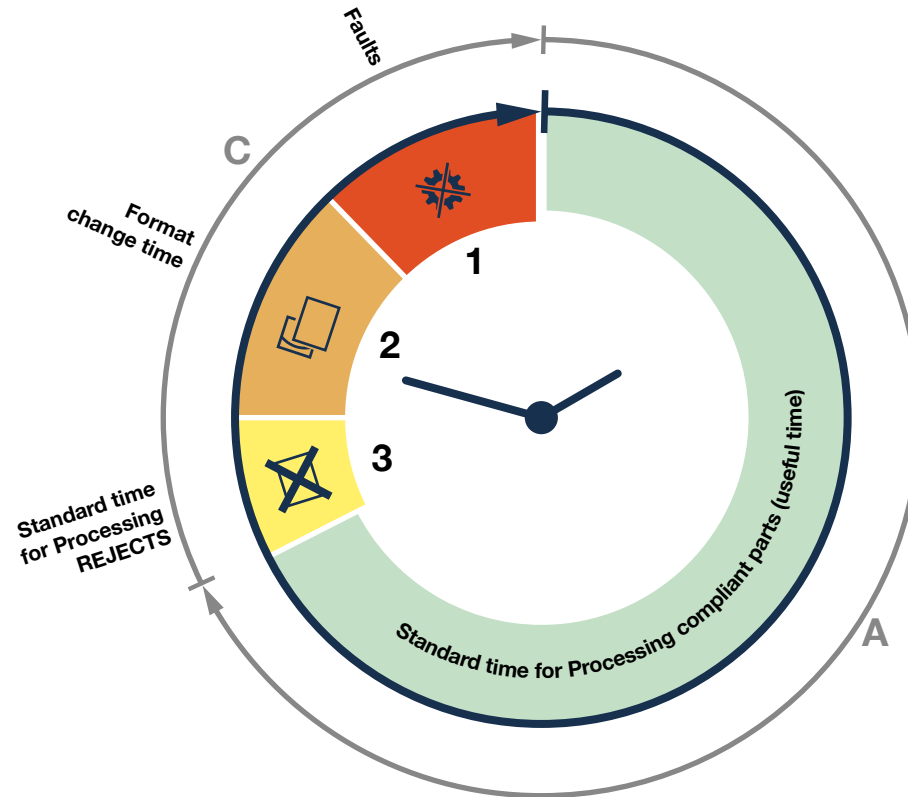 Faults
C
Format
change time
1
2
3
Standard time
for Processing
REJECTS
Standard time for Processing compliant parts (useful time)
A